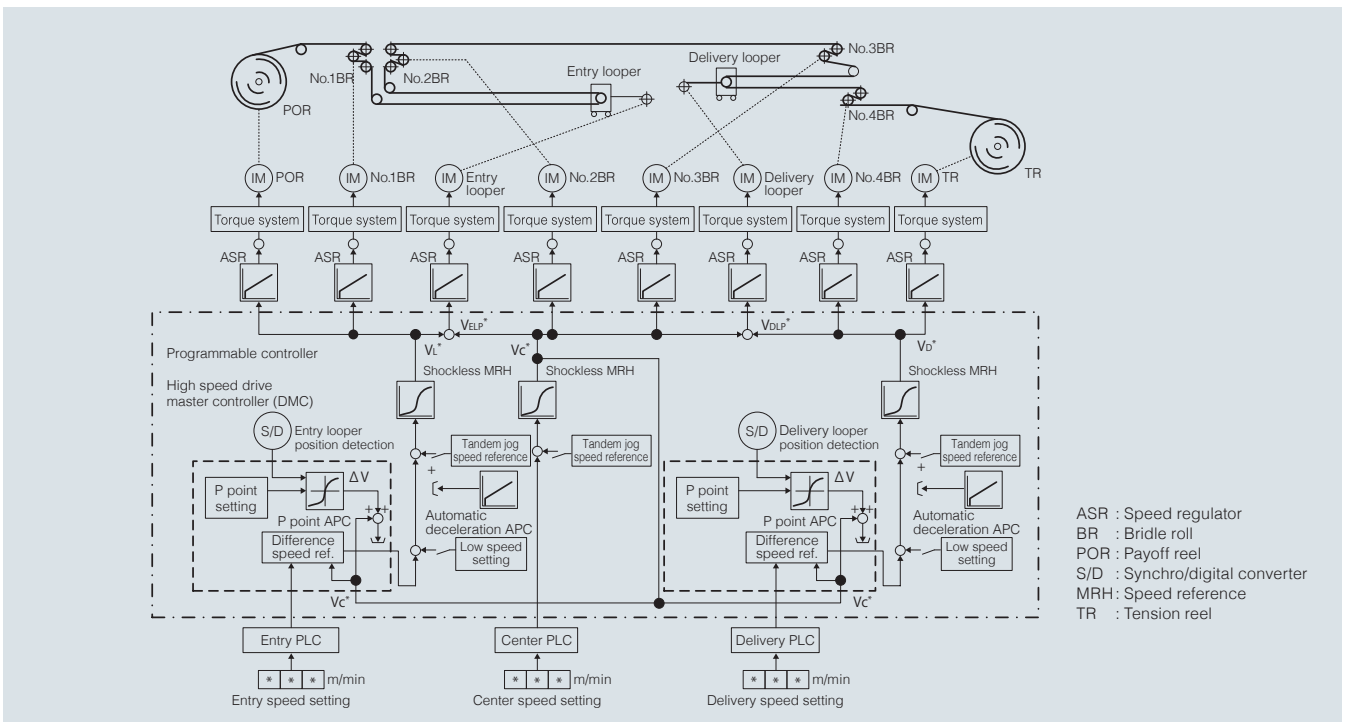 No.3BR
Delivery looper
Entry looper
No.1BR
No.2BR
POR
No.4BR
TR
IM POR
IM No.1BR
IM Entry looper
IM No.2BR
IM No.3BR
IM Delivery looper
IM No.4BR
IM TR
Torque system
Torque system
Torque system
Torque system
Torque system
Torque system
Torque system
Torque system
ASR
ASR
ASR
ASR
ASR
ASR
ASR
ASR
VELP*
VDLP*
VL*
Vc*
VD*
Programmable controller
High speed drive
master controller (DMC)
Shockless MRH
Shockless MRH
Shockless MRH
S/D
Entry looper
position detection
Tandem jog
speed reference
Tandem jog
speed reference
S/D
Delivery looper
position detection
Tandem jog
speed reference
P point
setting
ΔV
+
+ +
P point APC
Difference
speed ref.
Automatic
deceleration APC
Low speed
setting
P point
setting
ΔV
+
+ +
P point APC
Difference
speed ref.
Automatic
deceleration APC
Low speed
setting
Vc*
Vc*
Entry PLC
Center PLC
Delivery PLC
* * * m/min
* * * m/min
* * * m/min
Entry speed setting
Center speed setting
Delivery speed setting
ASR : Speed regulator
BR : Bridle roll
POR : Payoff reel
S/D : Synchro/digital converter
MRH : Speed reference
TR : Tension reel